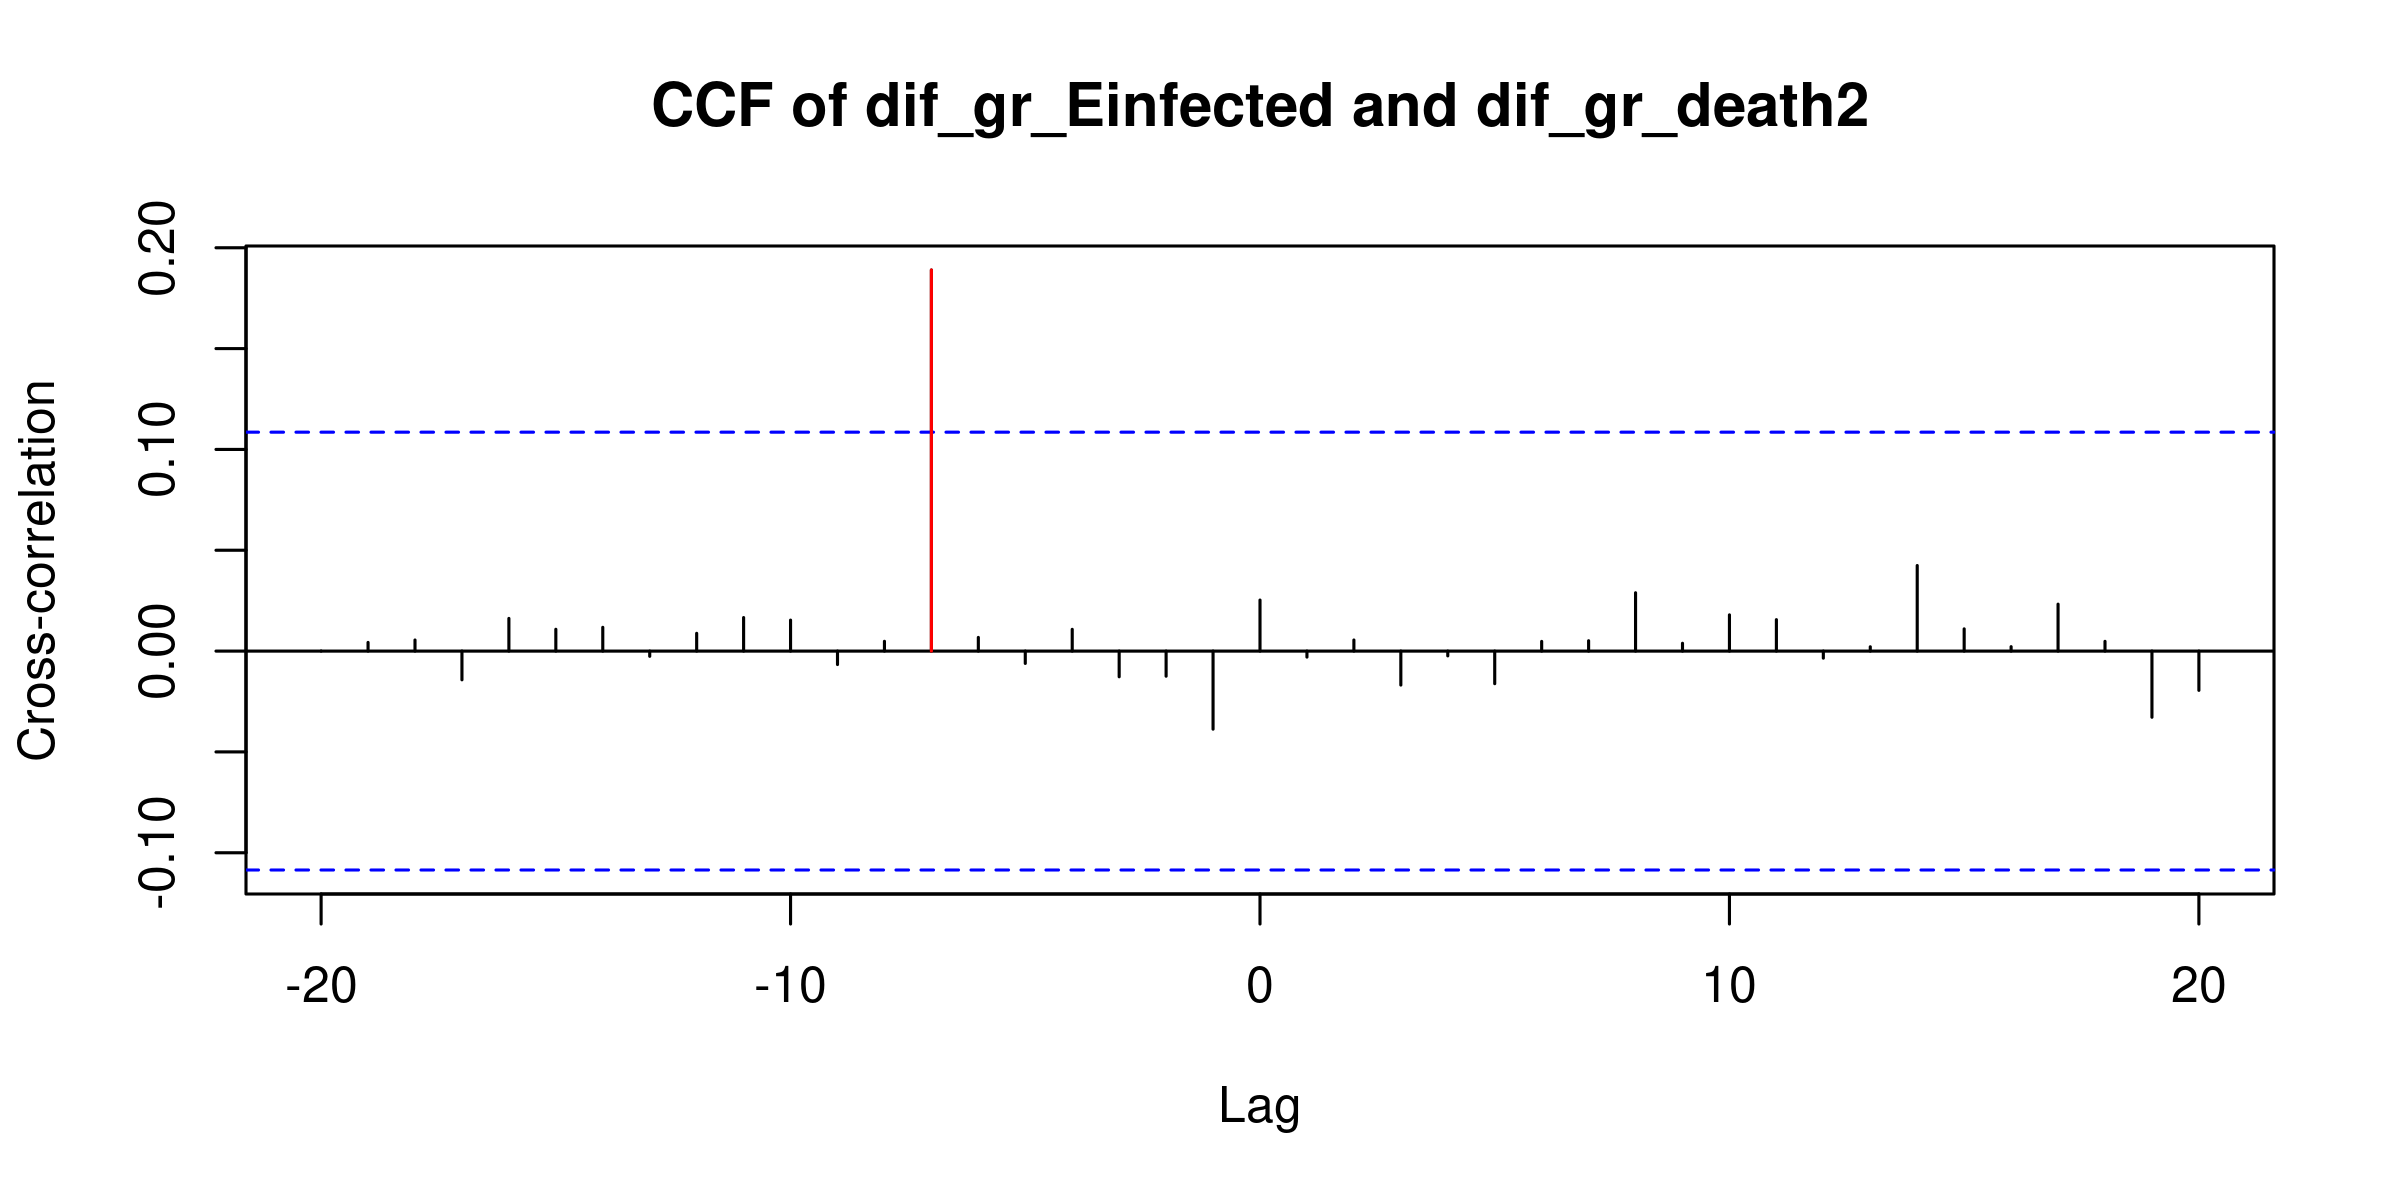 CCF of dif_gr_Einfected and dif_gr_death2
0.20
0.10
0.00
-0.10
Cross-correlation
-20 -10 0 10 20
Lag